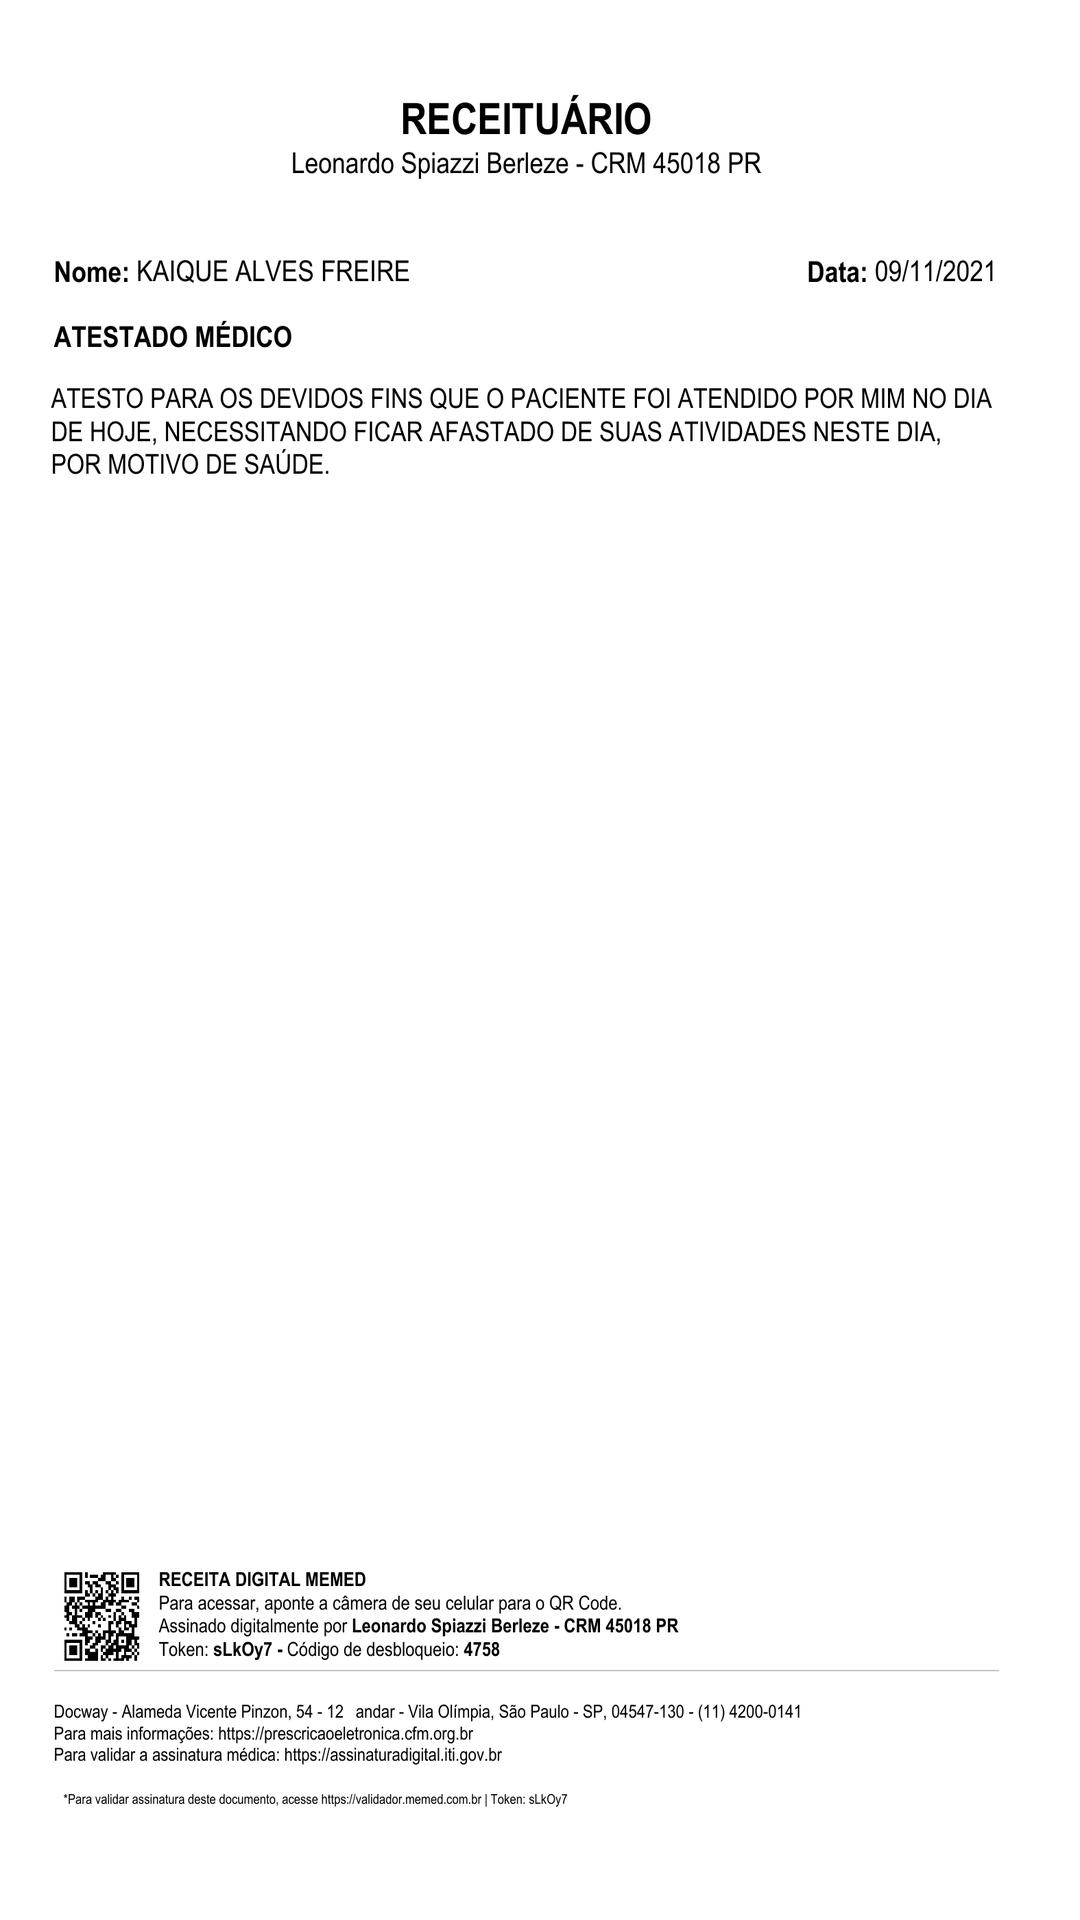 RECEITUÁRIO
Leonardo Spiazzi Berleze - CRM 45018 PR
Nome: KAIQUE ALVES FREIRE Data: 09/11/2021
ATESTADO MÉDICO
ATESTO PARA OS DEVIDOS FINS QUE O PACIENTE FOI ATENDIDO POR MIM NO DIA
DE HOJE, NECESSITANDO FICAR AFASTADO DE SUAS ATIVIDADES NESTE DIA,
POR MOTIVO DE SAÚDE.
RECEITA DIGITAL MEMED
Para acessar, aponte a câmera de seu celular para o QR Code.
Assinado digitalmente por Leonardo Spiazzi Berleze - CRM 45018 PR
Token: sLkOy7 - Código de desbloqueio: 4758
Docway - Alameda Vicente Pinzon, 54 - 12 andar - Vila Olímpia, São Paulo - SP, 04547-130 - (11) 4200-0141
Para mais informações: https://prescricaoeletronica.cfm.org.br
Para validar a assinatura médica: https://assinaturadigital.iti.gov.br
*Para validar assinatura deste documento, acesse https://validador.memed.com.br | Token: sLkOy7